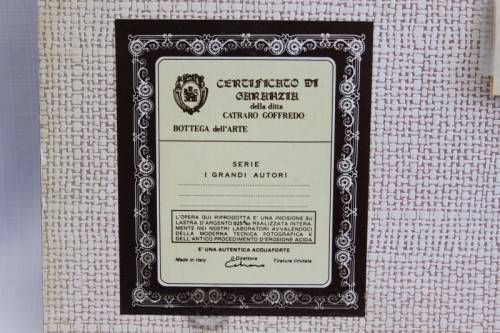 CERTIFICATO DI
GARANZIA
della ditta
CATRARO GOFFREDO
BOTTEGA dell'ARTE
SERIE
I GRANDI AUTORI
L'OPERA QUI RIPRODOTTA E' UNA INCISIONE SU
LASTRA D'ARGENTO 925‰ REALIZZATA INTERA-
MENTE NEI NOSTRI LABORATORI AVVALENDOCI
DELLA MODERNA TECNICA FOTOGRAFICA E
DELL'ANTICO PROCEDIMENTO D'EROSIONE ACIDA
E' UNA AUTENTICA ACQUAFORTE
Made in Italy Il Direttore Tiratura limitata